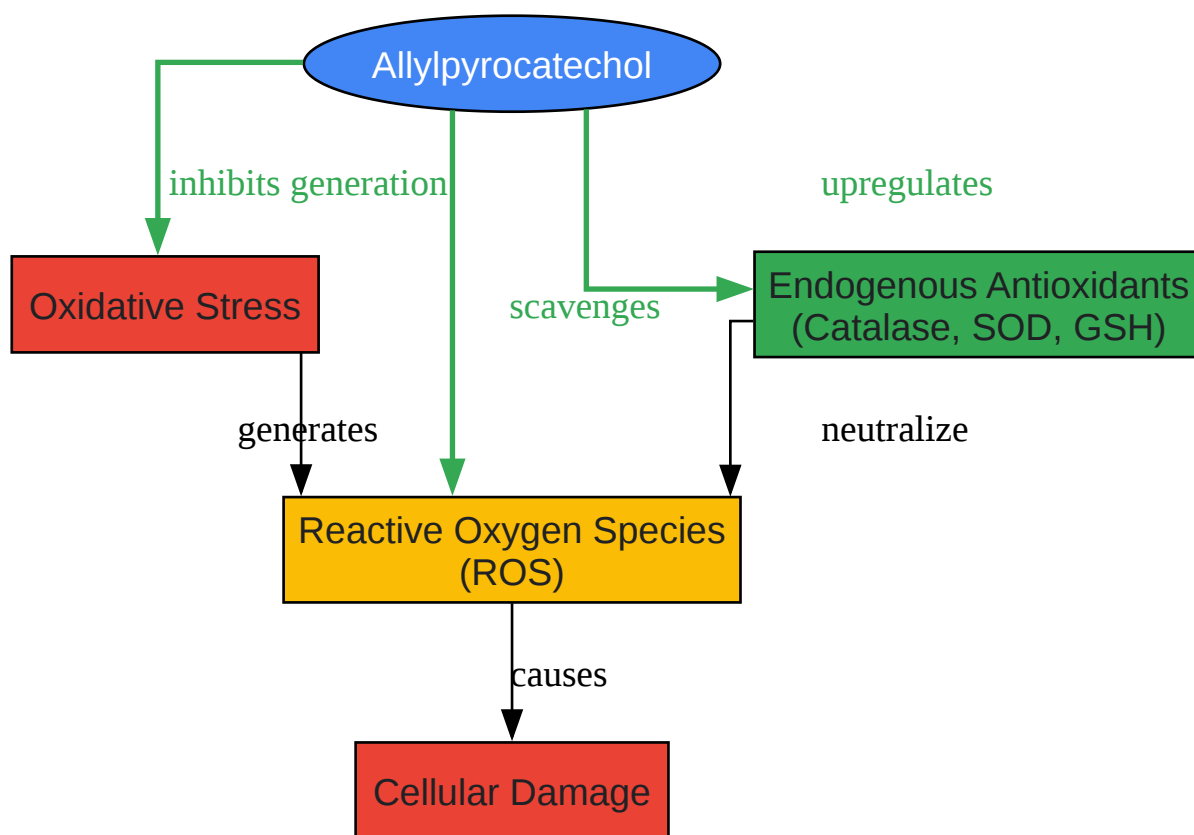 Allylpyrocatechol
inhibits generation
upregulates
Oxidative Stress
scavenges
Endogenous Antioxidants
(Catalase, SOD, GSH)
generates
neutralize
Reactive Oxygen Species
(ROS)
causes
Cellular Damage